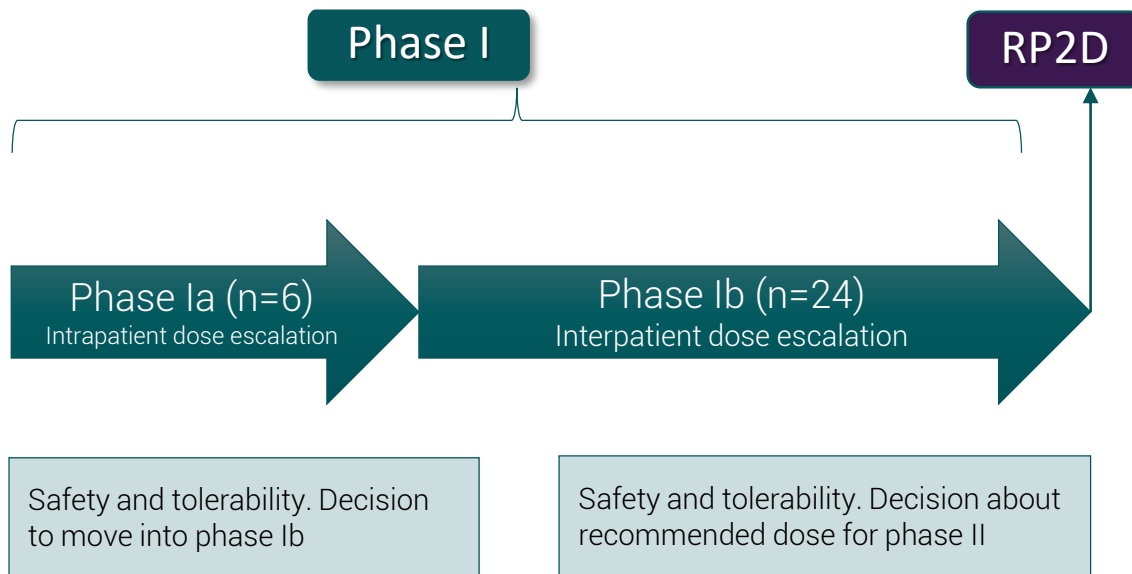 Phase I
RP2D
Phase Ia (n=6)
Intrapatient dose escalation
Phase Ib (n=24)
Interpatient dose escalation
Safety and tolerability. Decision
to move into phase Ib
Safety and tolerability. Decision about
recommended dose for phase II